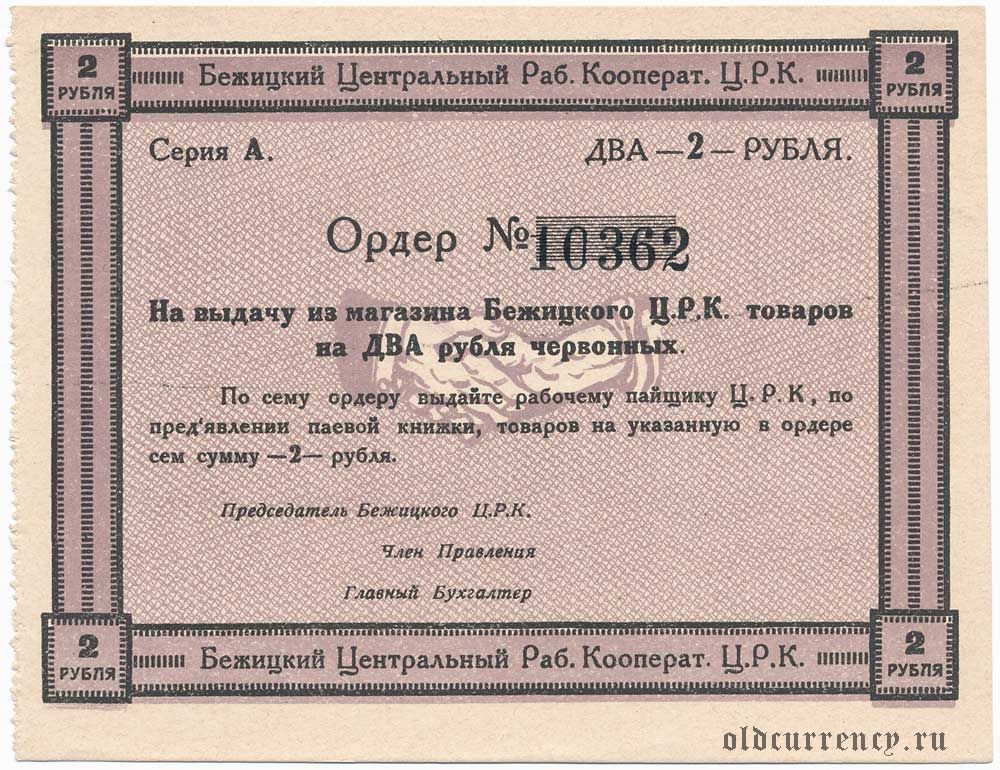 2 РУБЛЯ Бежицкий Центральный Раб. Кооперат. Ц.Р.К. 2 РУБЛЯ
Серия А. ДВА —2— РУБЛЯ.
Ордер № 10362
На выдачу из магазина Бежицкого Ц.Р.К. товаров
на ДВА рубля червонных.
По сему ордеру выдайте рабочему пайщику Ц.Р.К, по
пред‘явлении паевой книжки, товаров на указанную в ордере
сем сумму —2— рубля.
Председатель Бежицкого Ц.Р.К.
Член Правления
Главный Бухгалтер
2 РУБЛЯ Бежицкий Центральный Раб. Кооперат. Ц.Р.К. 2 РУБЛЯ
oldcurrency.ru